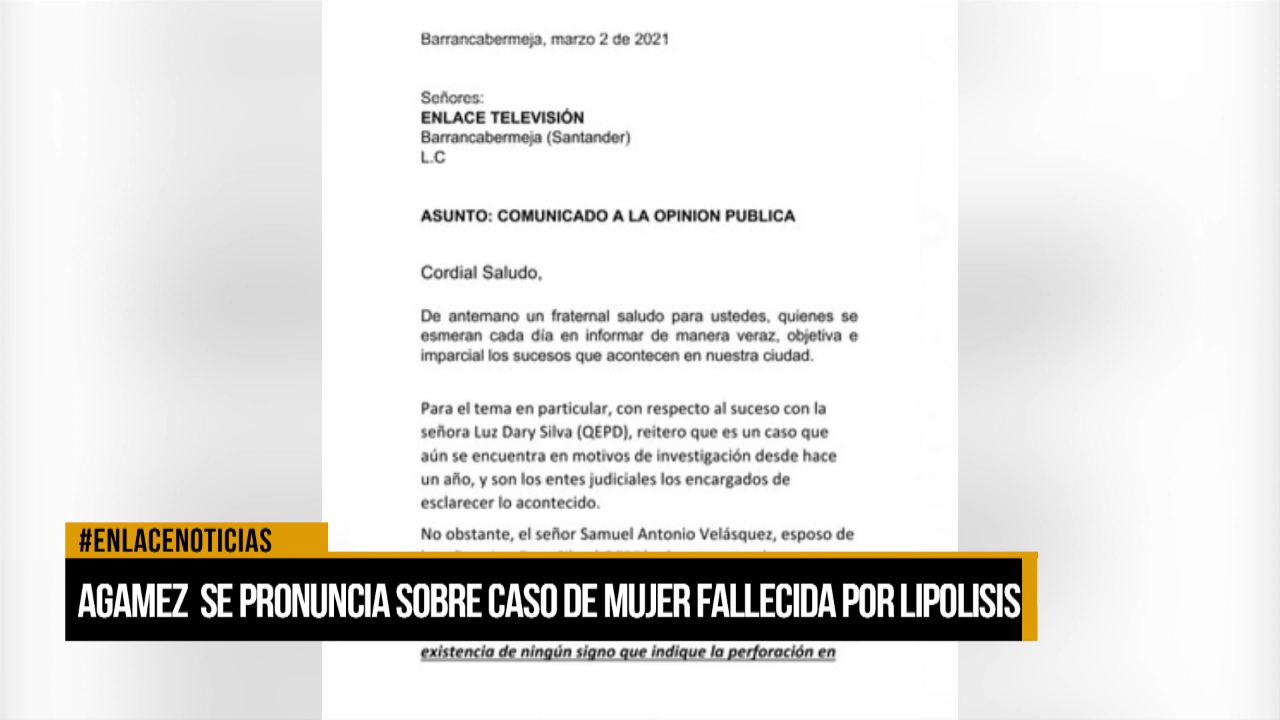 Barrancabermeja, marzo 2 de 2021
Señores:
ENLACE TELEVISIÓN
Barrancabermeja (Santander)
L.C
ASUNTO: COMUNICADO A LA OPINION PUBLICA
Cordial Saludo,
De antemano un fraternal saludo para ustedes, quienes se
esmeran cada día en informar de manera veraz, objetiva e
imparcial los sucesos que acontecen en nuestra ciudad.
Para el tema en particular, con respecto al suceso con la
señora Luz Dary Silva (QEPD), reitero que es un caso que
aún se encuentra en motivos de investigación desde hace
un año, y son los entes judiciales los encargados de
esclarecer lo acontecido.
No obstante, el señor Samuel Antonio Velásquez, esposo de
#ENLACENOTICIAS
AGAMEZ SE PRONUNCIA SOBRE CASO DE MUJER FALLECIDA POR LIPOLISIS
existencia de ningún signo que indique la perforación en